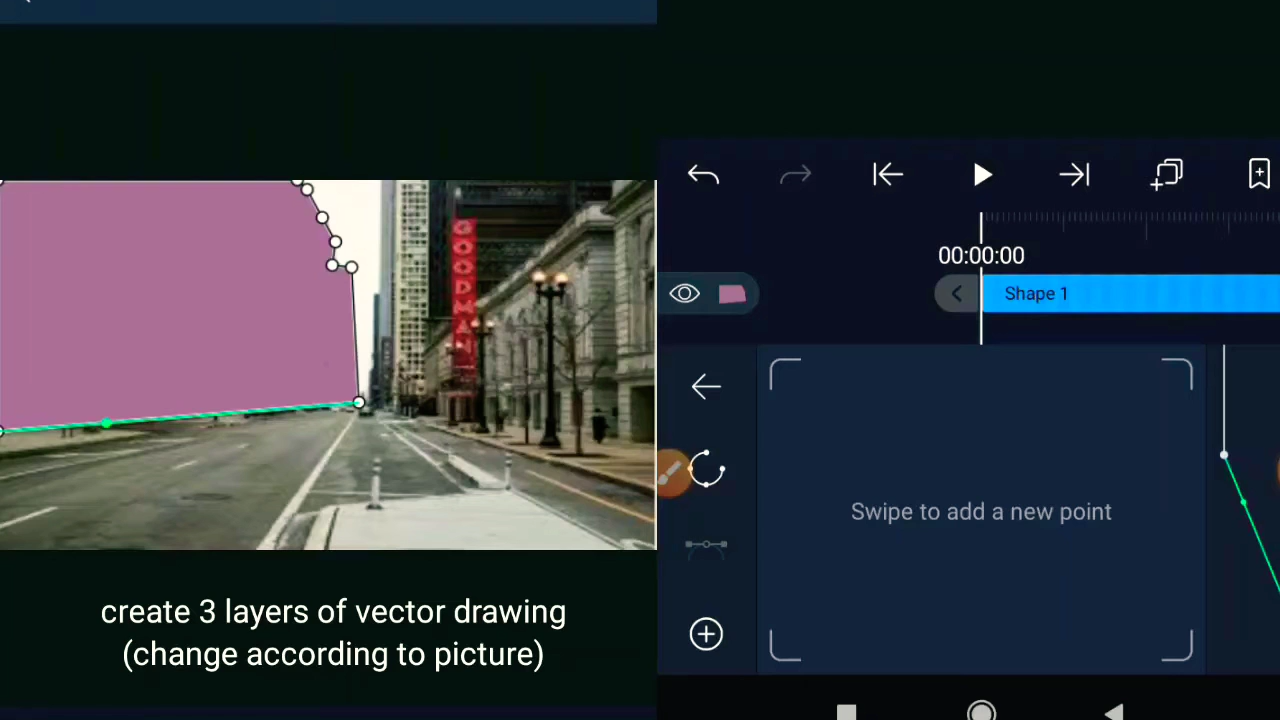 GOODMAN
create 3 layers of vector drawing
(change according to picture)
00:00:00
Shape 1
Swipe to add a new point